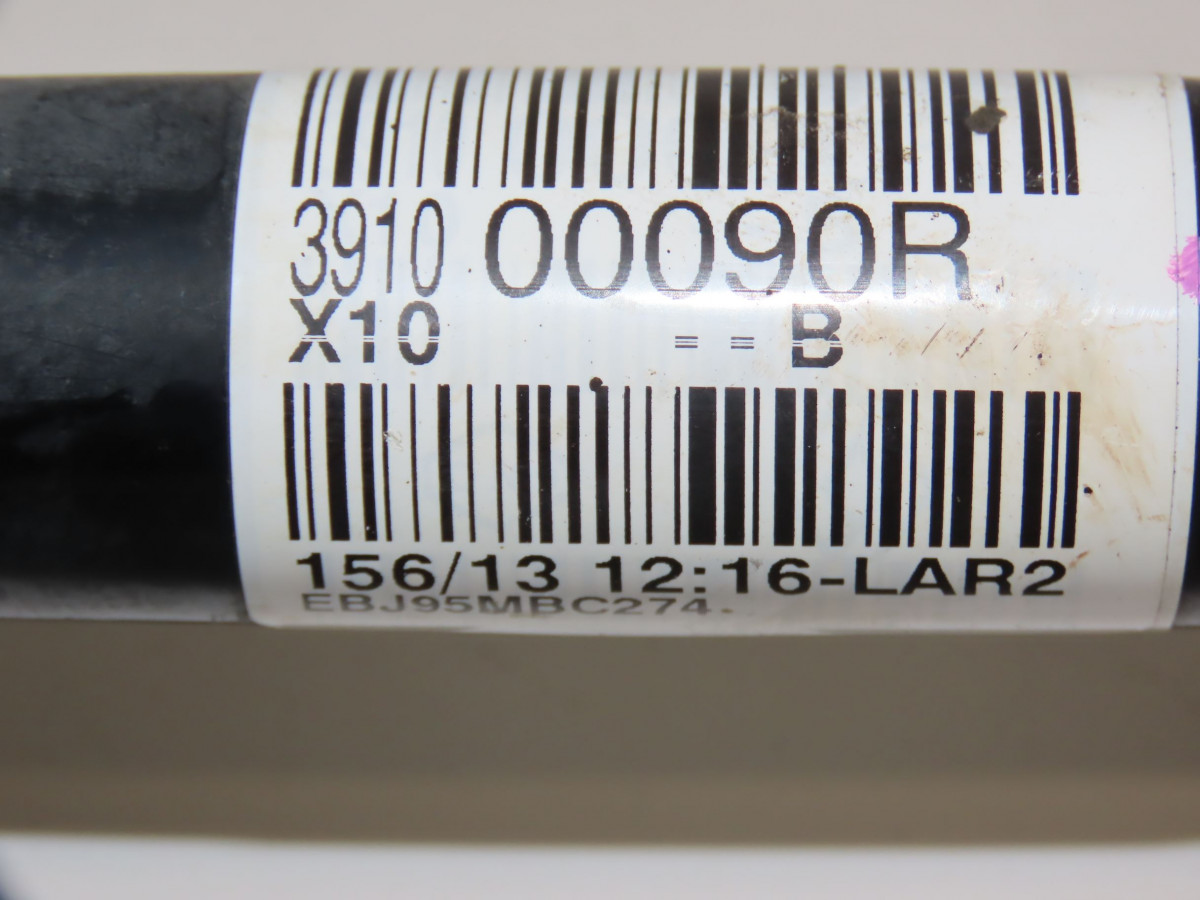 3910 00090R
X10 = = B
156/13 12:16-LAR2
EBJ95MBC274.